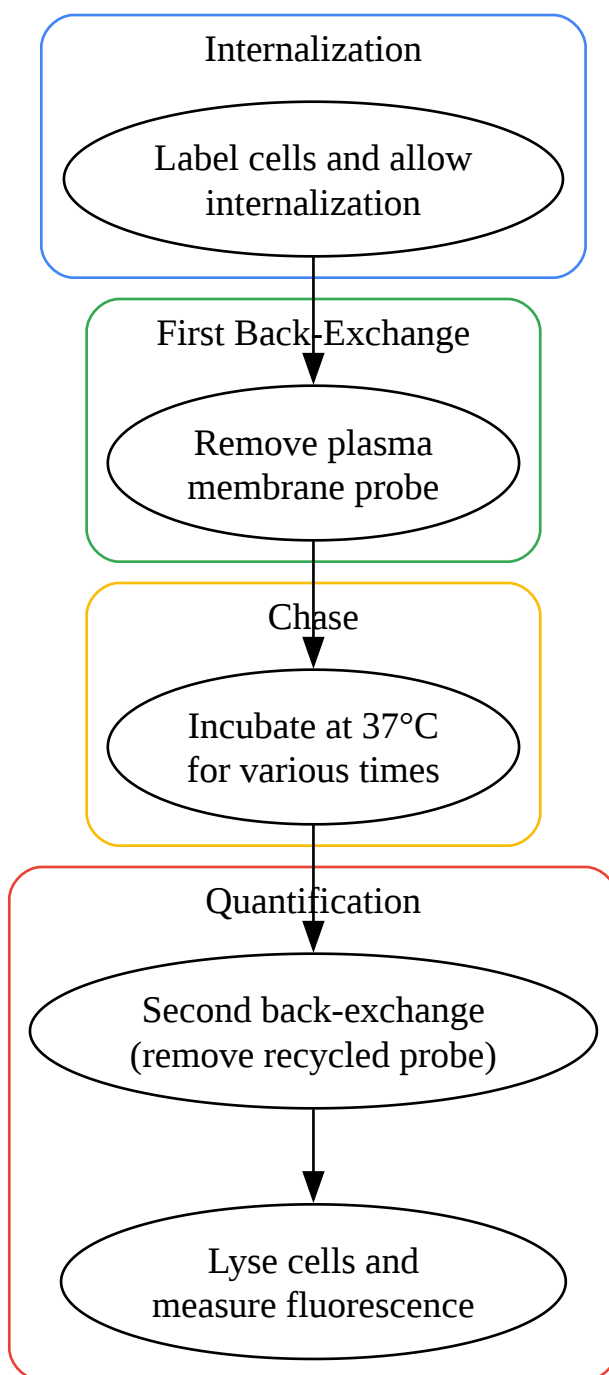 Internalization
Label cells and allow
internalization
First Back-Exchange
Remove plasma
membrane probe
Chase
Incubate at 37°C
for various times
Quantification
Second back-exchange
(remove recycled probe)
Lyse cells and
measure fluorescence